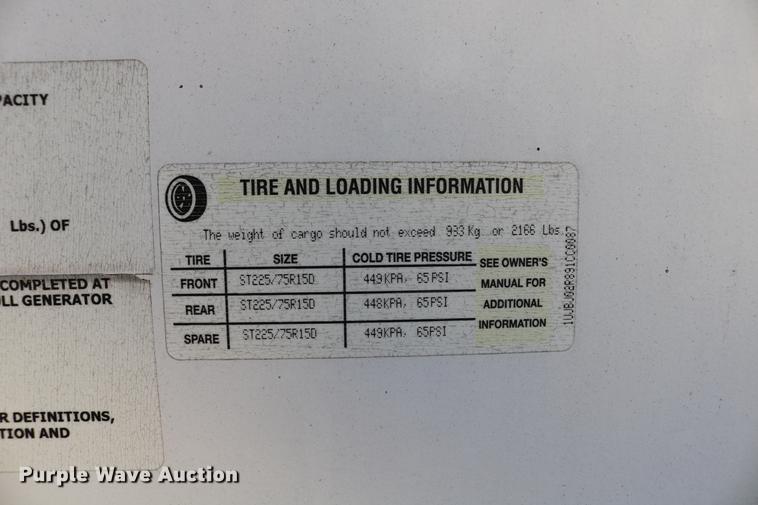 PACITY
Lbs.) OF
COMPLETED AT
ULL GENERATOR
R DEFINITIONS,
TION AND
TIRE AND LOADING INFORMATION
The weight of cargo should not exceed 983 Kg or 2166 Lbs.
TIRE SIZE COLD TIRE PRESSURE
FRONT ST225/75R15D 449KPA, 65PSI
REAR ST225/75R15D 448KPA, 65PSI
SPARE ST225/75R15D 449KPA, 65PSI
SEE OWNER'S
MANUAL FOR
ADDITIONAL
INFORMATION
1UJBJ02R891CC0087
Purple Wave Auction